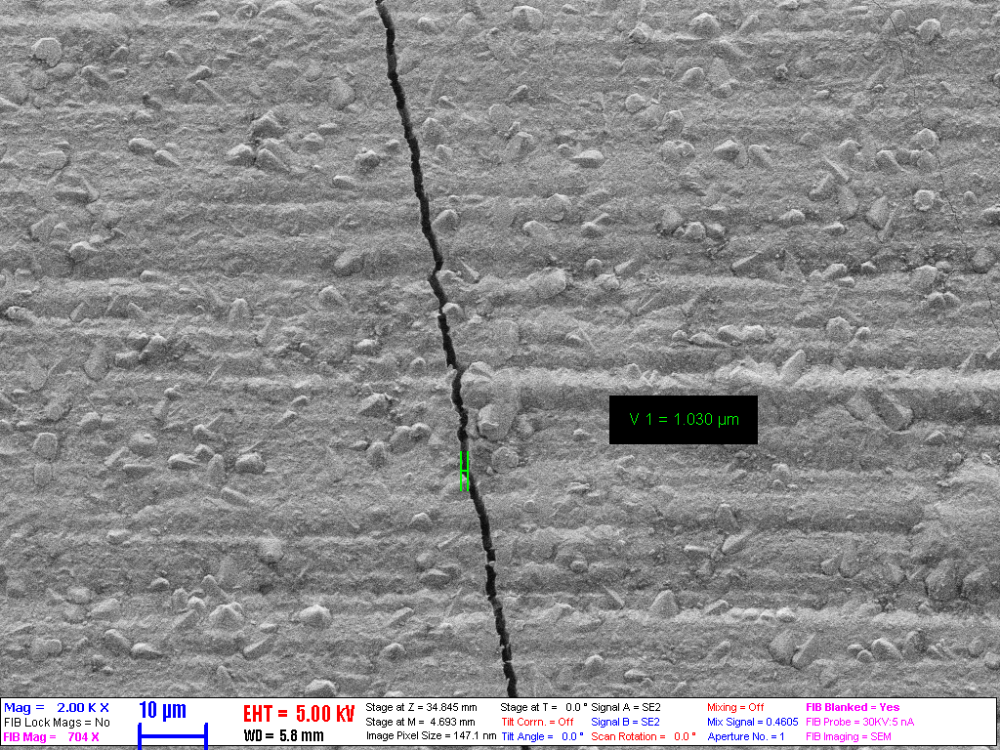 V 1 = 1.030 µm
Mag = 2.00 K X
FIB Lock Mags = No
FIB Mag = 704 X
10 µm
EHT = 5.00 kV
WD = 5.8 mm
Stage at Z = 34.845 mm
Stage at M = 4.693 mm
Image Pixel Size = 147.1 nm
Stage at T = 0.0 °
Tilt Corrn. = Off
Tilt Angle = 0.0 °
Signal A = SE2
Signal B = SE2
Scan Rotation = 0.0 °
Mixing = Off
Mix Signal = 0.4605
Aperture No. = 1
FIB Blanked = Yes
FIB Probe = 30KV:5 nA
FIB Imaging = SEM